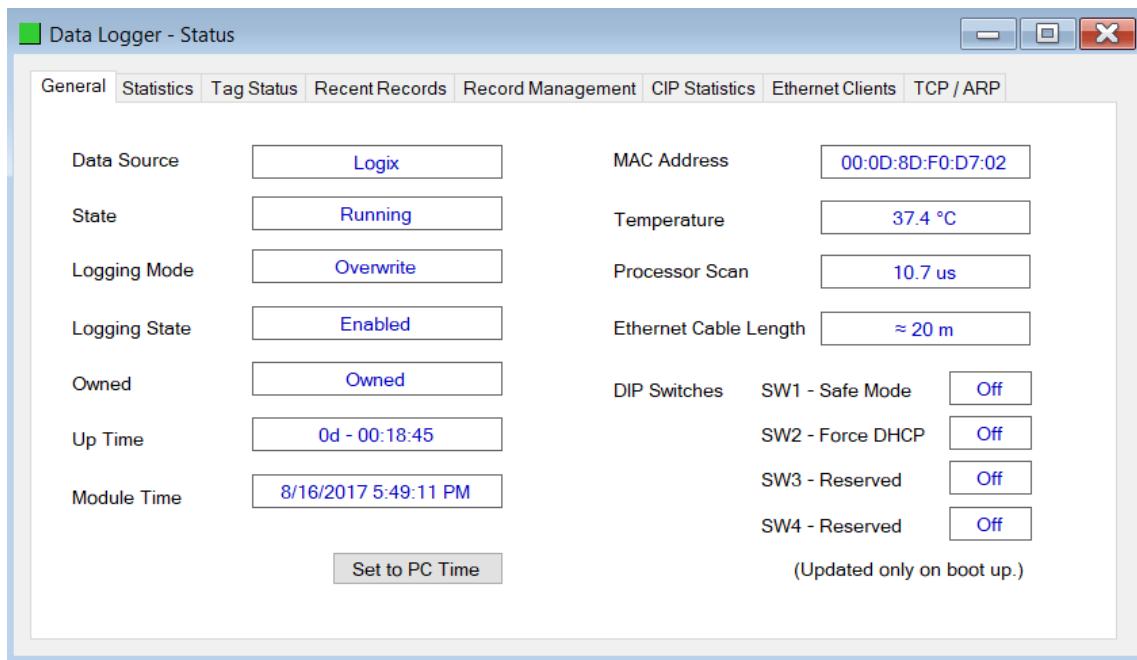 Data Logger - Status
General Statistics Tag Status Recent Records Record Management CIP Statistics Ethernet Clients TCP / ARP
Data Source Logix
State Running
Logging Mode Overwrite
Logging State Enabled
Owned Owned
Up Time 0d - 00:18:45
Module Time 8/16/2017 5:49:11 PM
Set to PC Time
MAC Address 00:0D:8D:F0:D7:02
Temperature 37.4 °C
Processor Scan 10.7 us
Ethernet Cable Length ≈ 20 m
DIP Switches SW1 - Safe Mode Off
SW2 - Force DHCP Off
SW3 - Reserved Off
SW4 - Reserved Off
(Updated only on boot up.)